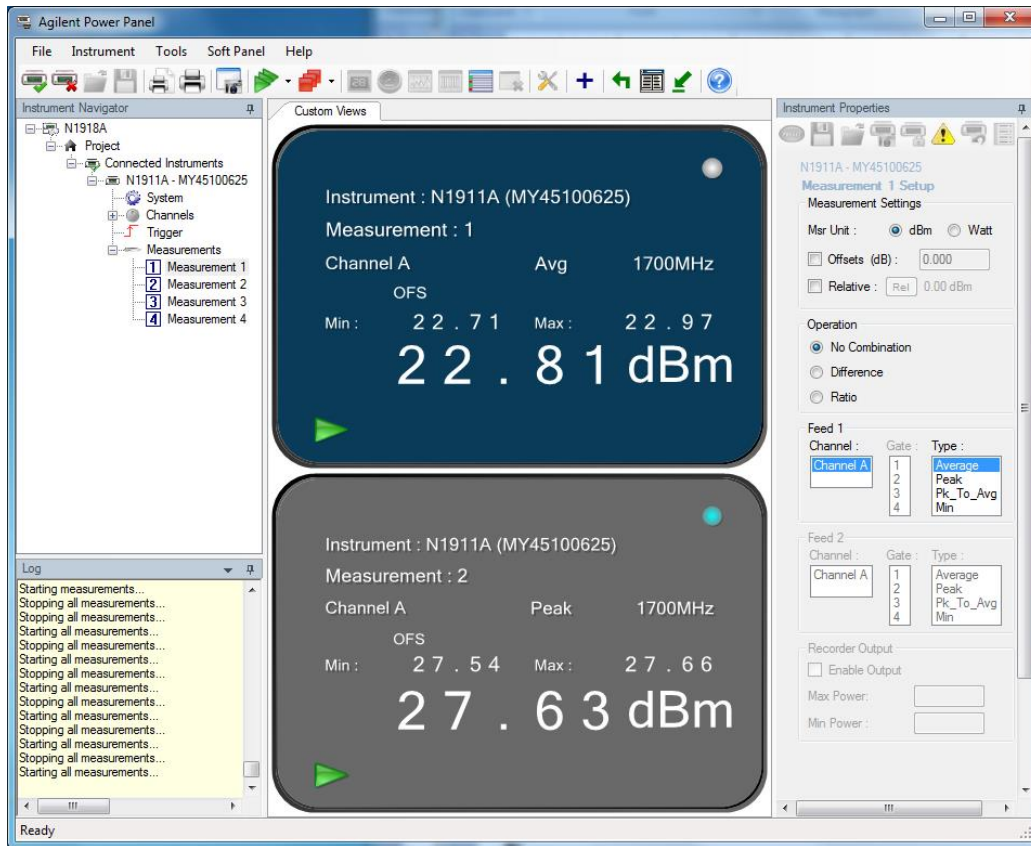 Agilent Power Panel
File Instrument Tools Soft Panel Help
Instrument Navigator
N1918A
Project
Connected Instruments
N1911A - MY45100625
System
Channels
Trigger
Measurements
1 Measurement 1
2 Measurement 2
3 Measurement 3
4 Measurement 4
Log
Starting measurements...
Stopping all measurements...
Stopping all measurements...
Starting all measurements...
Stopping all measurements...
Starting all measurements...
Stopping all measurements...
Starting all measurements...
Stopping all measurements...
Starting all measurements...
Stopping all measurements...
Starting all measurements...
Stopping all measurements...
Starting all measurements...
Custom Views
Instrument : N1911A (MY45100625)
Measurement : 1
Channel A Avg 1700MHz
OFS
Min : 22.71 Max : 22.97
22.81 dBm
Instrument : N1911A (MY45100625)
Measurement : 2
Channel A Peak 1700MHz
OFS
Min : 27.54 Max : 27.66
27.63 dBm
Instrument Properties
N1911A - MY45100625
Measurement 1 Setup
Measurement Settings
Msr Unit : dBm Watt
Offsets (dB) : 0.000
Relative : Rel 0.00 dBm
Operation
No Combination
Difference
Ratio
Feed 1
Channel : Gate : Type :
Channel A 1 Average
2 Peak
3 Pk_To_Avg
4 Min
Feed 2
Channel : Gate : Type :
Channel A 1 Average
2 Peak
3 Pk_To_Avg
4 Min
Recorder Output
Enable Output
Max Power:
Min Power :
Ready